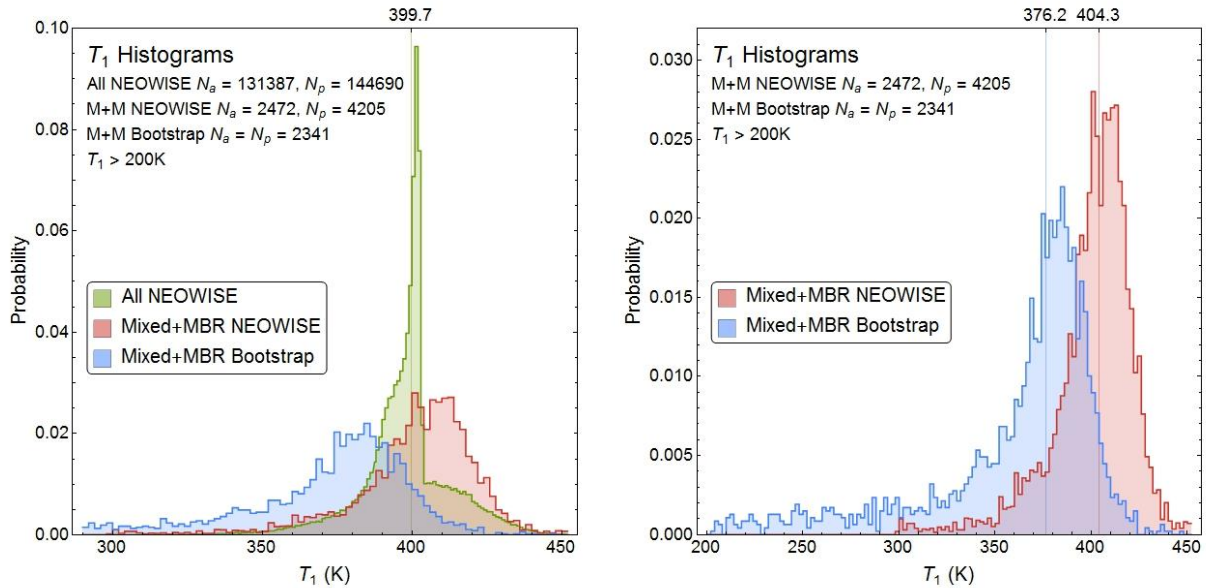 399.7
T₁ Histograms
All NEOWISE Nₐ = 131387, Nₚ = 144690
M+M NEOWISE Nₐ = 2472, Nₚ = 4205
M+M Bootstrap Nₐ = Nₚ = 2341
T₁ > 200K
All NEOWISE
Mixed+MBR NEOWISE
Mixed+MBR Bootstrap
Probability
0.10
0.08
0.06
0.04
0.02
0.00
300 350 400 450
T₁ (K)
376.2 404.3
T₁ Histograms
M+M NEOWISE Nₐ = 2472, Nₚ = 4205
M+M Bootstrap Nₐ = Nₚ = 2341
T₁ > 200K
Mixed+MBR NEOWISE
Mixed+MBR Bootstrap
Probability
0.030
0.025
0.020
0.015
0.010
0.005
0.000
200 250 300 350 400 450
T₁ (K)